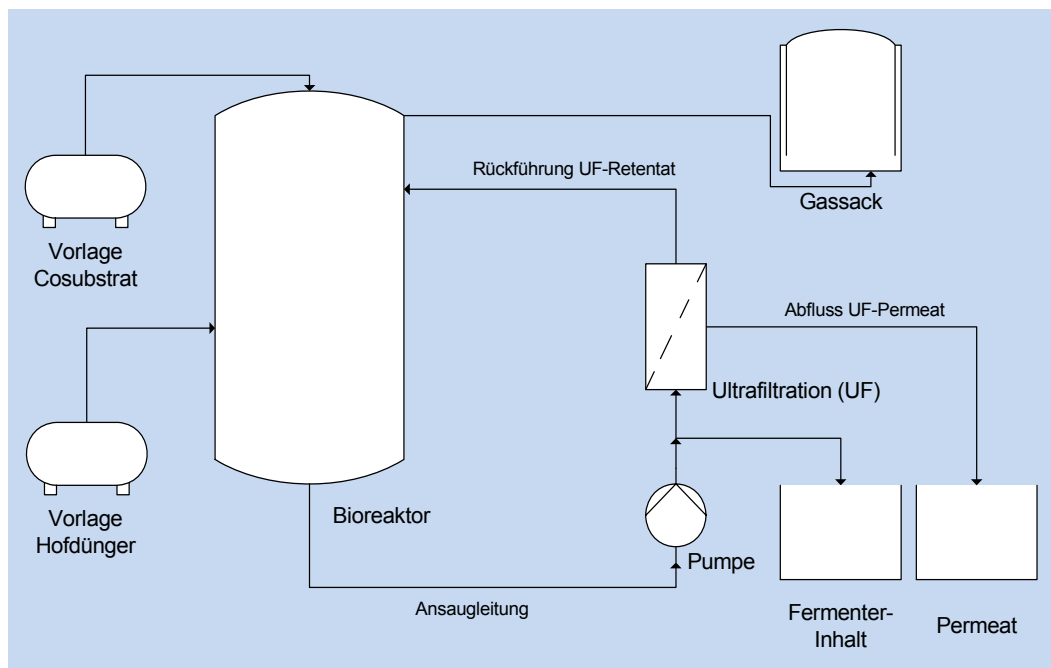 Rückführung UF-Retentat
Gassack
Vorlage
Cosubstrat
Abfluss UF-Permeat
Ultrafiltration (UF)
Vorlage
Hofdünger
Bioreaktor
Pumpe
Ansaugleitung
Fermenter-
Inhalt
Permeat